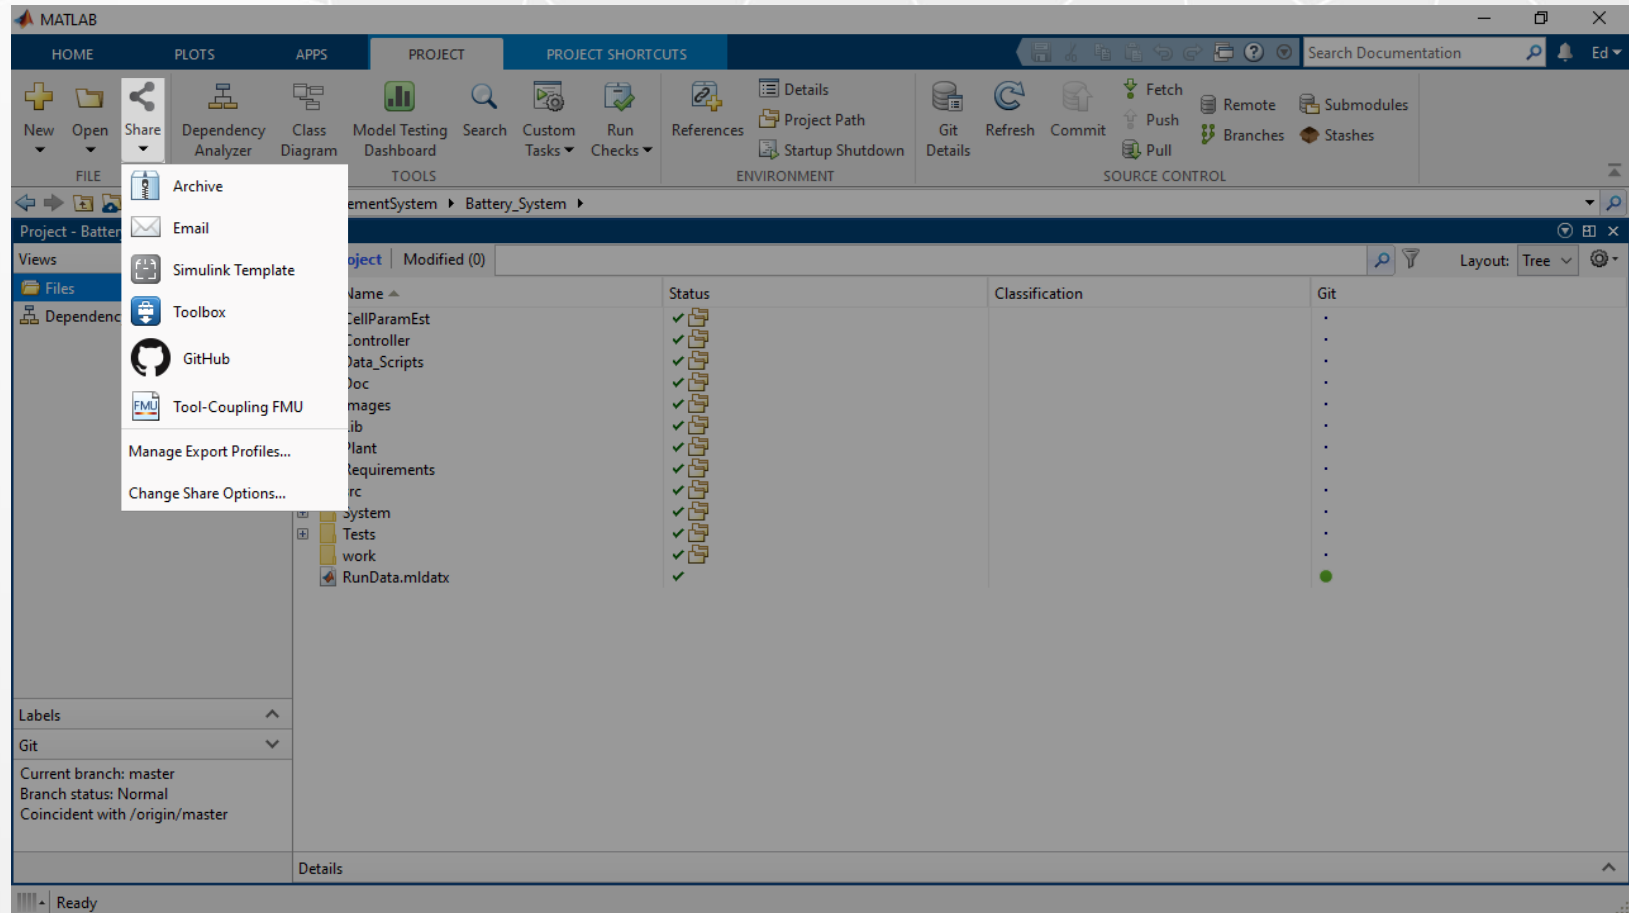 MATLAB
HOME PLOTS APPS PROJECT PROJECT SHORTCUTS Search Documentation Ed
New Open Share Dependency Analyzer Class Diagram Model Testing Dashboard Search Custom Tasks Run Checks References Details Project Path Startup Shutdown Git Details Refresh Commit Fetch Push Pull Remote Branches Submodules Stashes
FILE TOOLS ENVIRONMENT SOURCE CONTROL
Archive
Email
Simulink Template
Toolbox
GitHub
FMU Tool-Coupling FMU
Manage Export Profiles...
Change Share Options...
ementSystem Battery_System
Project - Batter
Views
Files
Dependenc
oject Modified (0) Layout: Tree
Name Status Classification Git
CellParamEst
Controller
Data_Scripts
Doc
mages
Lib
Plant
Requirements
src
System
Tests
work
RunData.mldatx
Labels
Git
Current branch: master
Branch status: Normal
Coincident with /origin/master
Details
Ready